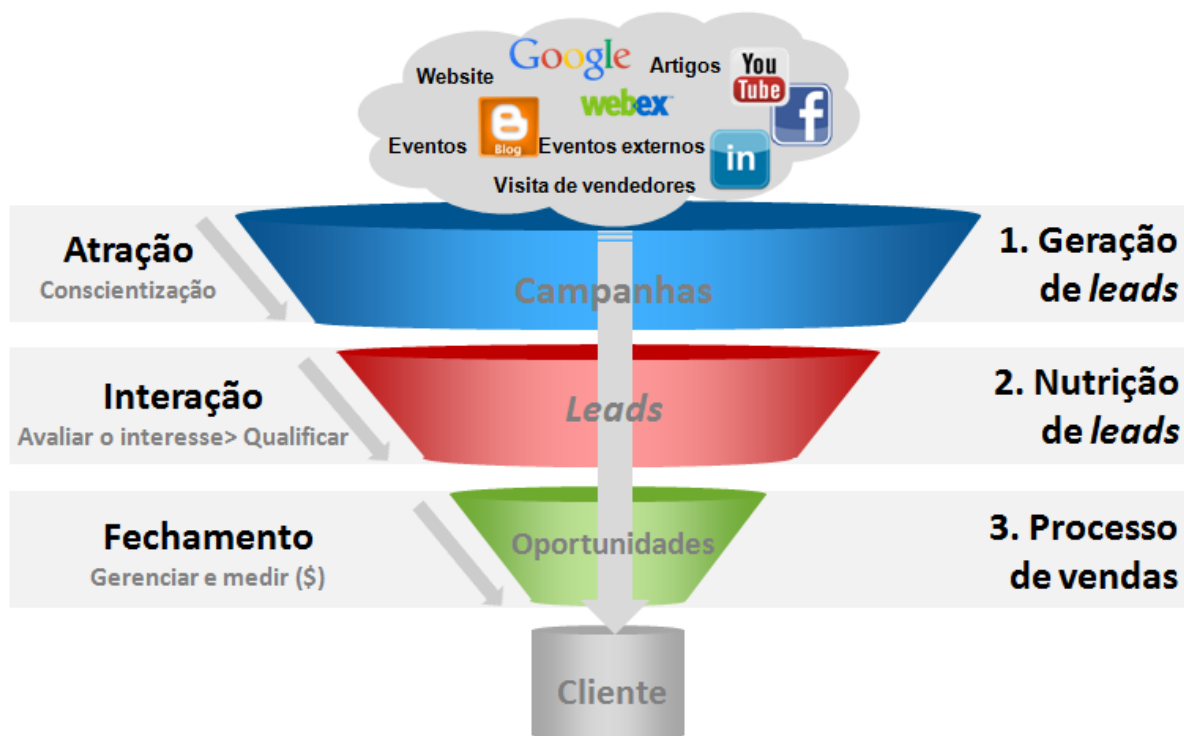 Google
Website
Artigos
You
Tube
webex
f
Eventos
Blog
Eventos externos
in
Visita de vendedores
Atração
Conscientização
Campanhas
1. Geração
de leads
Interação
Avaliar o interesse> Qualificar
Leads
2. Nutrição
de leads
Fechamento
Gerenciar e medir ($)
Oportunidades
3. Processo
de vendas
Cliente